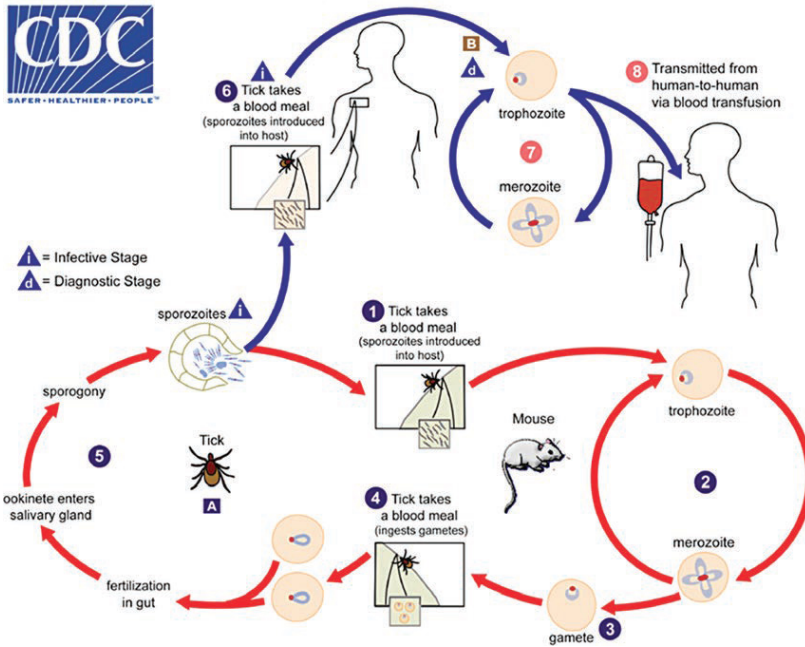 CDC
SAFER • HEALTHIER • PEOPLE™
i = Infective Stage
d = Diagnostic Stage
i
6 Tick takes
a blood meal
(sporozoites introduced
into host)
B
d
trophozoite
7
merozoite
8 Transmitted from
human-to-human
via blood transfusion
sporozoites i
1 Tick takes
a blood meal
(sporozoites introduced
into host)
trophozoite
Mouse
2
merozoite
gamete 3
4 Tick takes
a blood meal
(ingests gametes)
fertilization
in gut
ookinete enters
salivary gland
5
sporogony
Tick
A